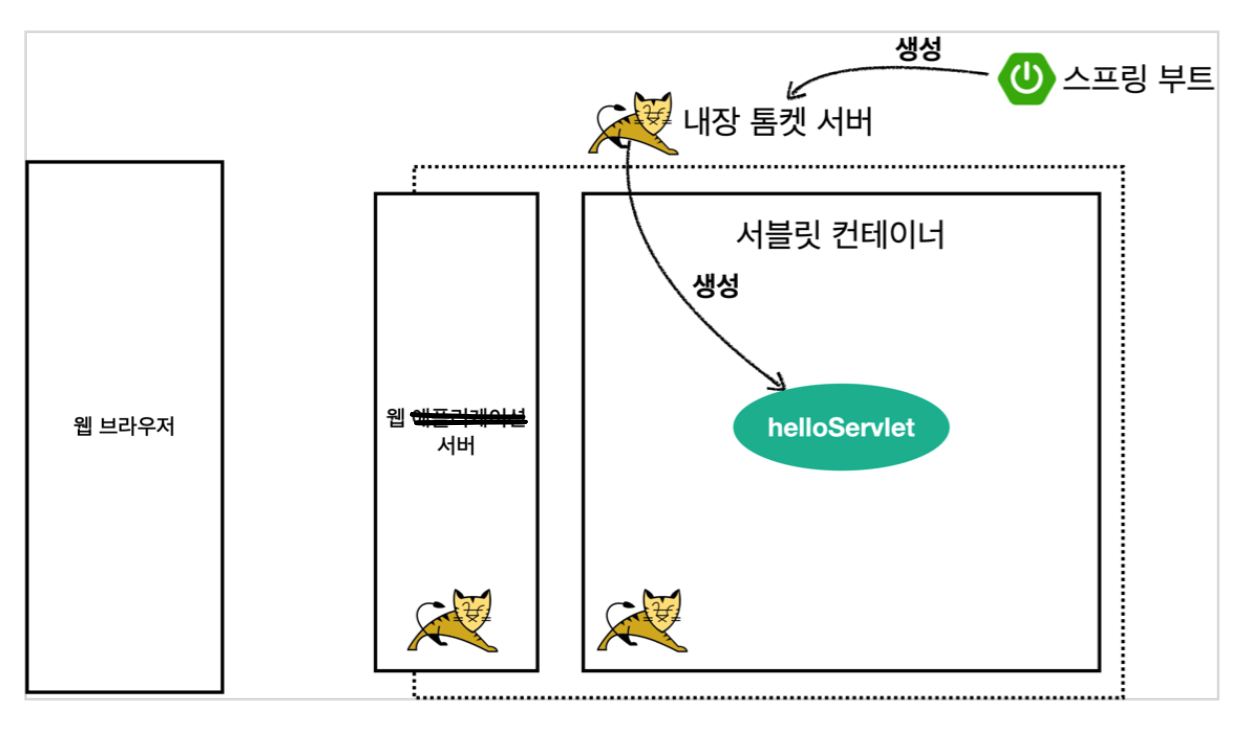 생성
스프링 부트
내장 톰켓 서버
서블릿 컨테이너
생성
웹 브라우저
웹 애플리케이션
서버
helloServlet